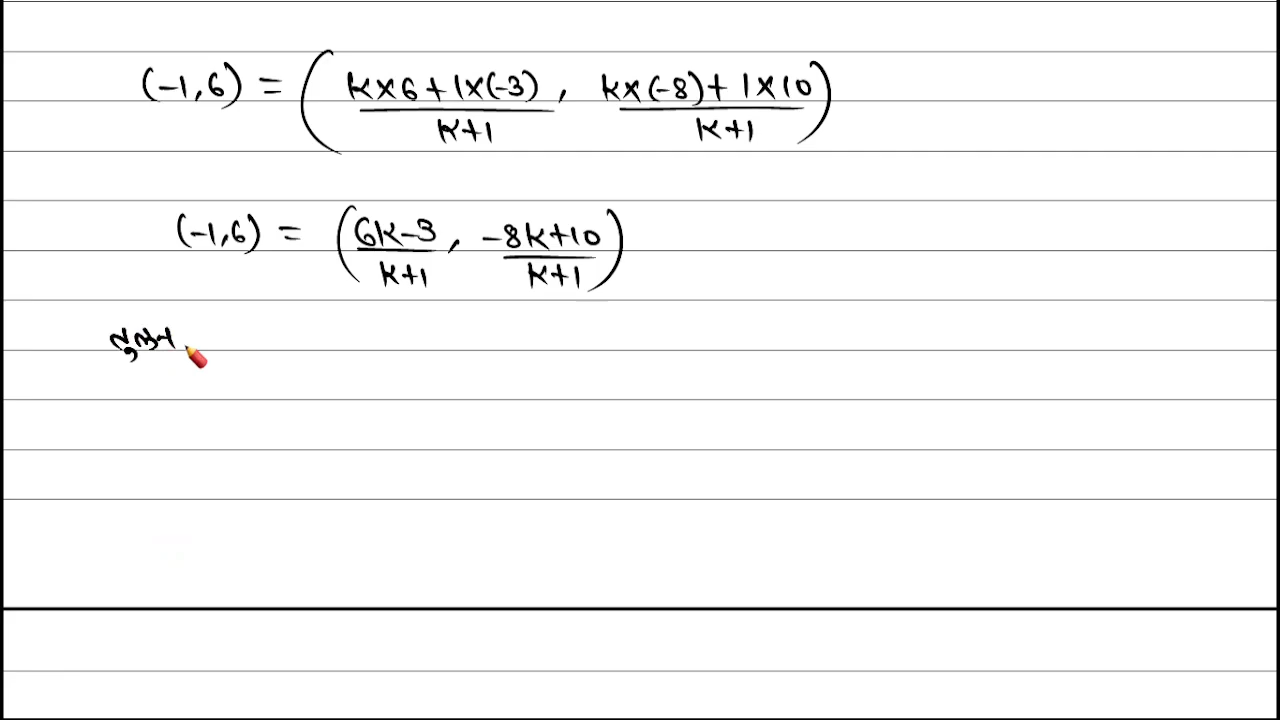 (-1,6) = ( k×6+1×(-3) / k+1 , k×(-8)+1×10 / k+1 )
(-1,6) = ( 6k-3 / k+1 , -8k+10 / k+1 )